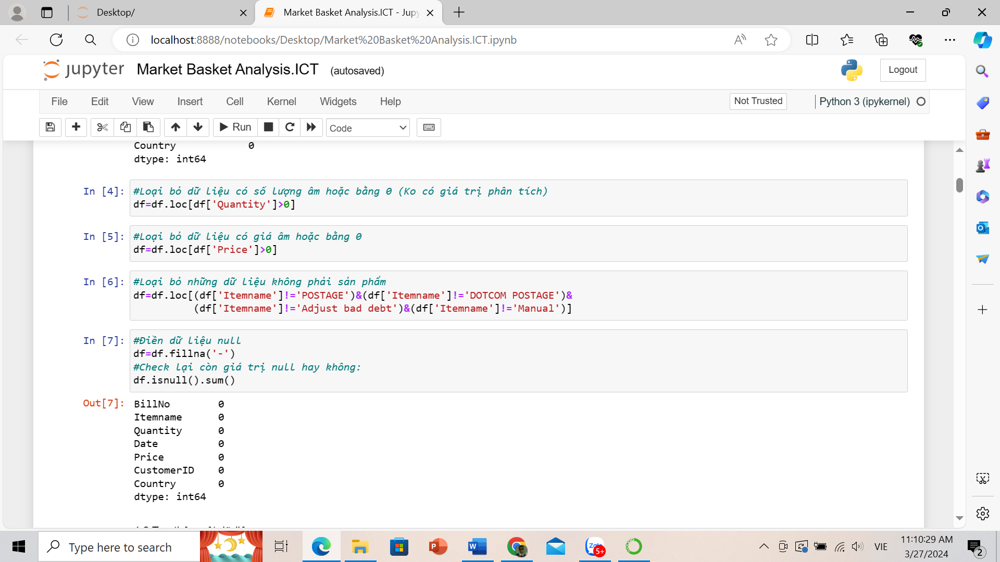 Desktop/
Market Basket Analysis.ICT - Jupy
localhost:8888/notebooks/Desktop/Market%20Basket%20Analysis.ICT.ipynb
jupyter Market Basket Analysis.ICT (autosaved)
Logout
File Edit View Insert Cell Kernel Widgets Help
Not Trusted
Python 3 (ipykernel)
Run
Code
Country 0
dtype: int64
In [4]: #Loại bỏ dữ liệu có số lượng âm hoặc bằng 0 (Ko có giá trị phân tích)
df=df.loc[df['Quantity']>0]
In [5]: #Loại bỏ dữ liệu có giá âm hoặc bằng 0
df=df.loc[df['Price']>0]
In [6]: #Loại bỏ những dữ liệu không phải sản phẩm
df=df.loc[(df['Itemname']!='POSTAGE')&(df['Itemname']!='DOTCOM POSTAGE')&
(df['Itemname']!='Adjust bad debt')&(df['Itemname']!='Manual')]
In [7]: #Điền dữ liệu null
df=df.fillna('-')
#Check lại còn giá trị null hay không:
df.isnull().sum()
Out[7]: BillNo 0
Itemname 0
Quantity 0
Date 0
Price 0
CustomerID 0
Country 0
dtype: int64
Type here to search
5+
VIE
11:10:29 AM
3/27/2024
2